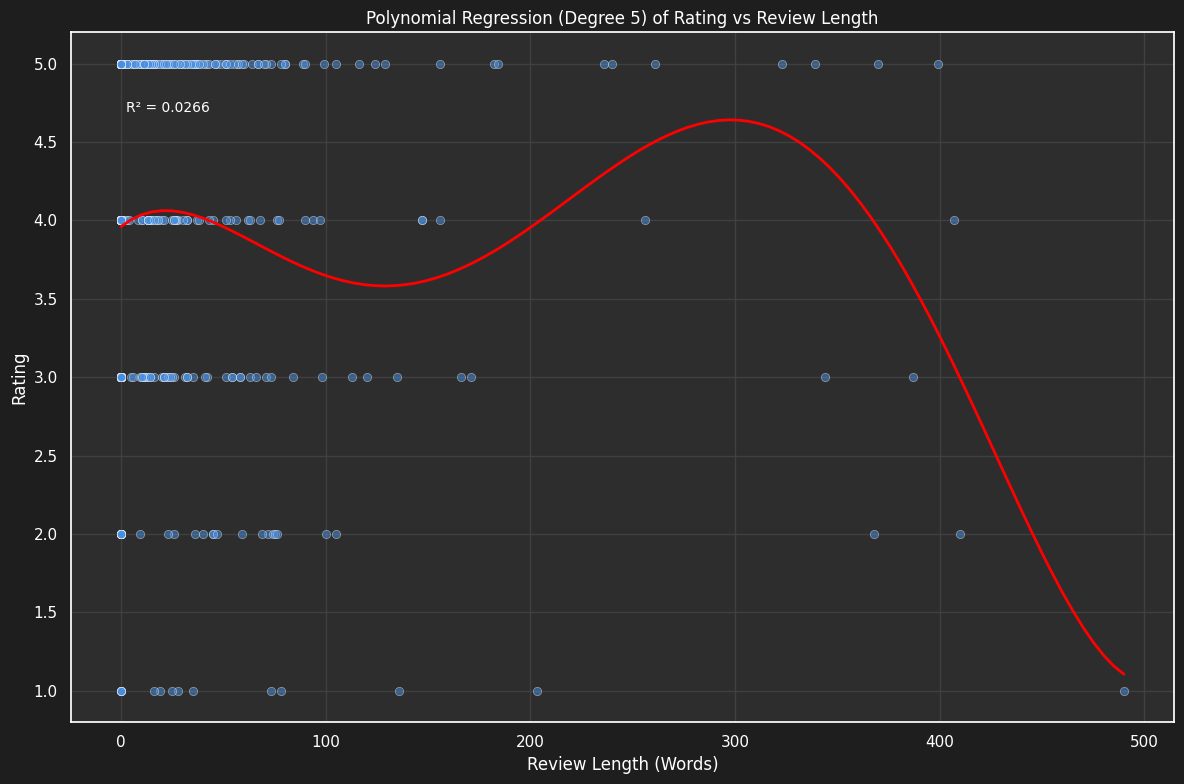 Polynomial Regression (Degree 5) of Rating vs Review Length
5.0
R² = 0.0266
4.5
4.0
3.5
3.0
2.5
2.0
1.5
1.0
Rating
0 100 200 300 400 500
Review Length (Words)